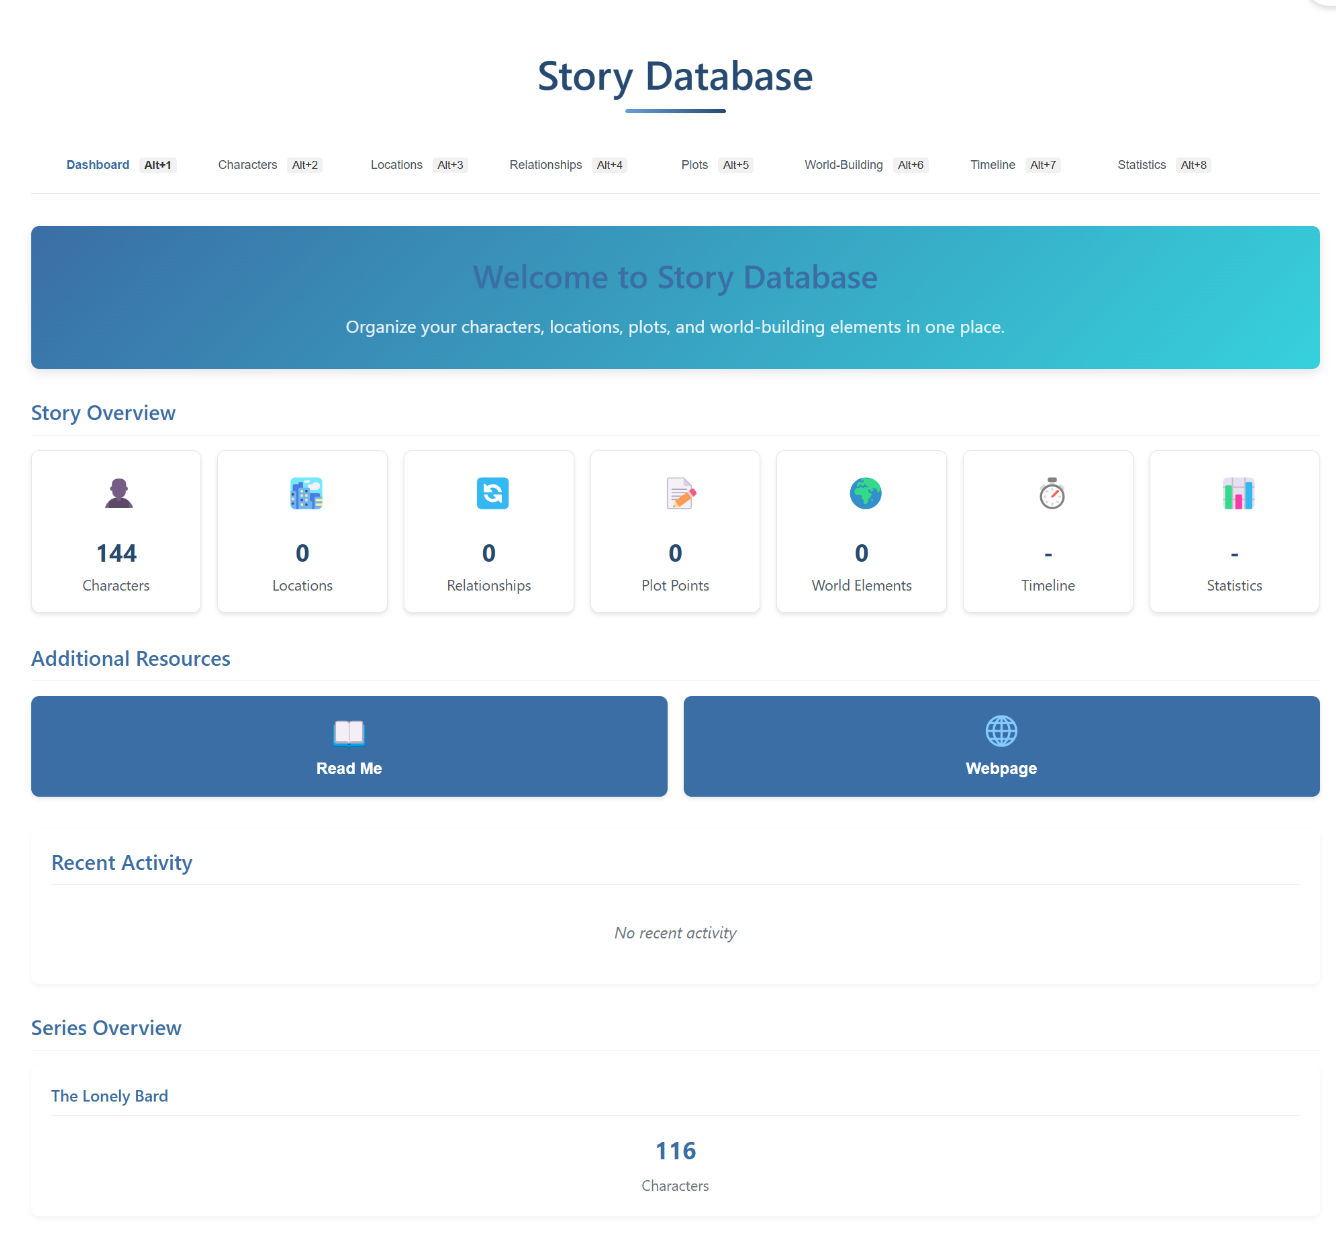 Story Database
Dashboard Alt+1 Characters Alt+2 Locations Alt+3 Relationships Alt+4 Plots Alt+5 World-Building Alt+6 Timeline Alt+7 Statistics Alt+8
Welcome to Story Database
Organize your characters, locations, plots, and world-building elements in one place.
Story Overview
144 0 0 0 0 - -
Characters Locations Relationships Plot Points World Elements Timeline Statistics
Additional Resources
Read Me Webpage
Recent Activity
No recent activity
Series Overview
The Lonely Bard
116
Characters